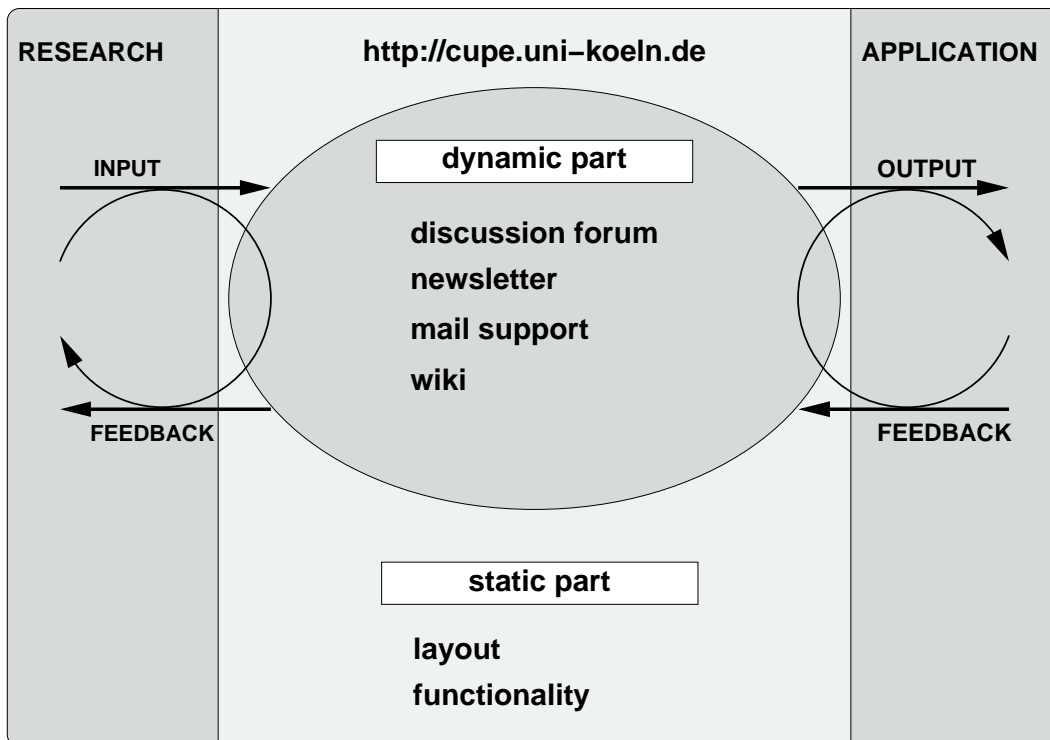 RESEARCH
http://cupe.uni−koeln.de
APPLICATION
INPUT
dynamic part
OUTPUT
discussion forum
newsletter
mail support
wiki
FEEDBACK
FEEDBACK
static part
layout
functionality